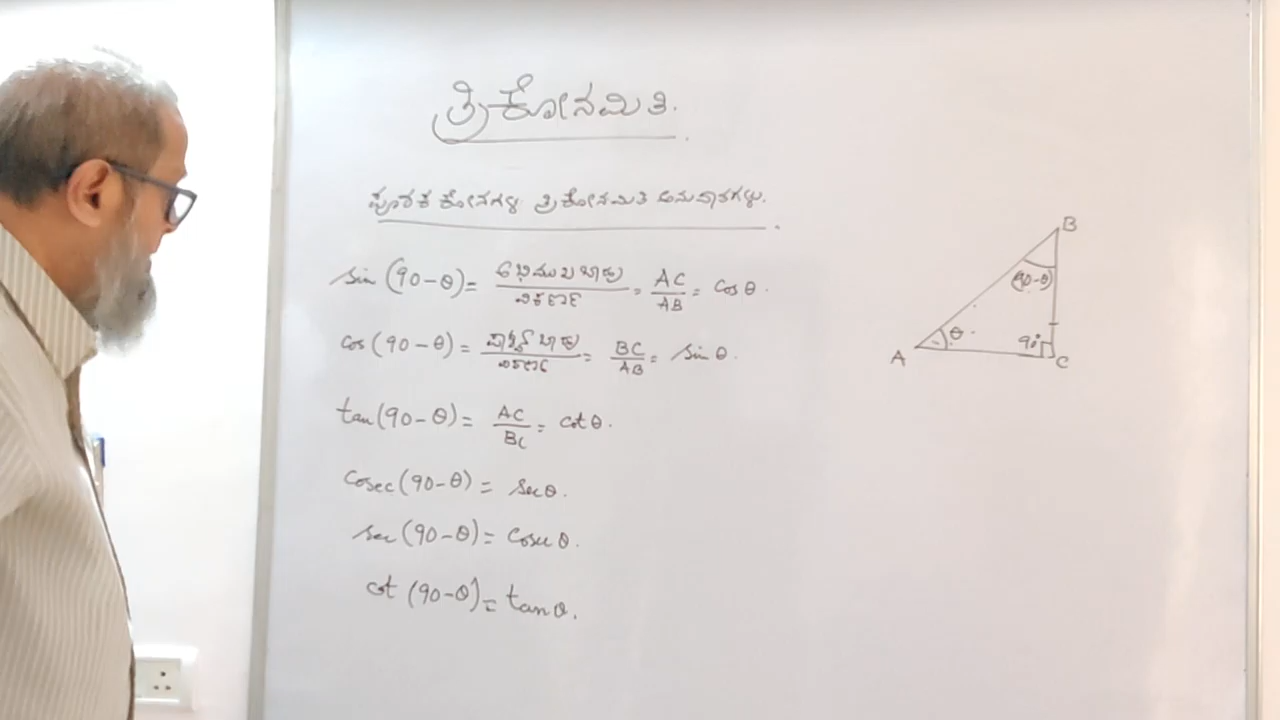 ತ್ರಿಕೋನಮಿತಿ.
ಪೂರಕ ಕೋನಗಳ ತ್ರಿಕೋನಮಿತಿ ಅನುಪಾತಗಳು.
sin (90-θ) = ಅಭಿಮುಖ ಬಾಹು / ವಿಕರ್ಣ = AC / AB = Cos θ.
cos (90-θ) = ಪಾರ್ಶ್ವ ಬಾಹು / ವಿಕರ್ಣ = BC / AB = sin θ.
tan (90-θ) = AC / BC = cot θ.
Cosec (90-θ) = sec θ.
sec (90-θ) = Cosec θ.
cot (90-θ) = tan θ.
B
(90-θ)
θ
90°
A
C